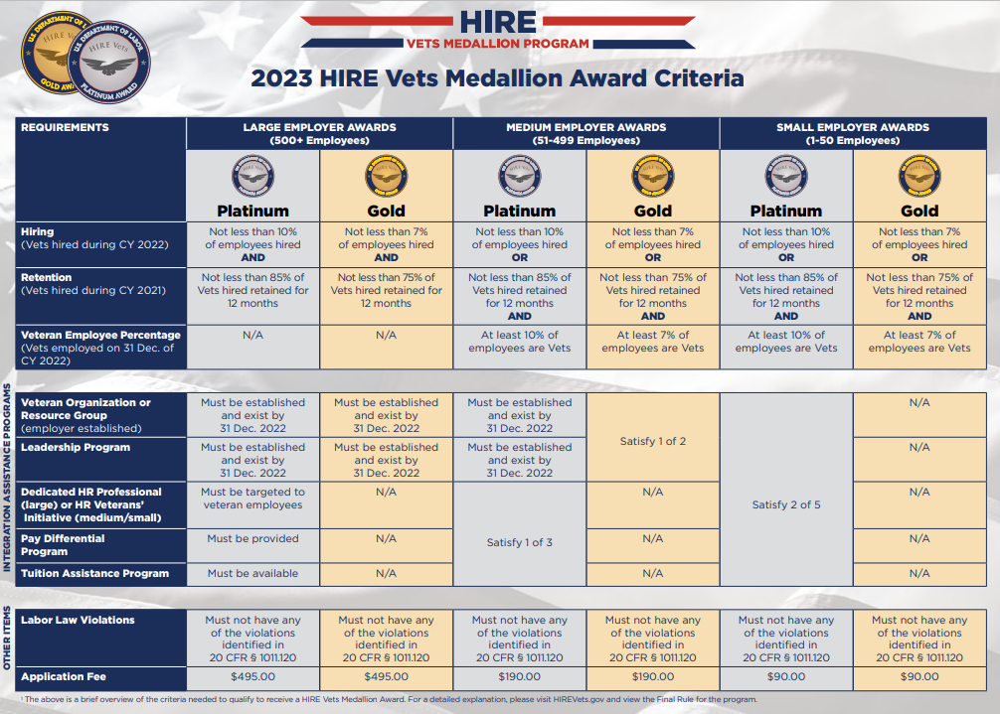 U.S. DEPARTMENT OF L
HIRE Vets
GOLD AW
U.S. DEPARTMENT OF LABOR
HIRE Vets
PLATINUM AWARD
HIRE
VETS MEDALLION PROGRAM
2023 HIRE Vets Medallion Award Criteria
REQUIREMENTS
LARGE EMPLOYER AWARDS
(500+ Employees)
MEDIUM EMPLOYER AWARDS
(51-499 Employees)
SMALL EMPLOYER AWARDS
(1-50 Employees)
HIRE Vets
HIRE Vets
HIRE Vets
HIRE Vets
HIRE Vets
HIRE Vets
Platinum
Gold
Platinum
Gold
Platinum
Gold
Hiring
(Vets hired during CY 2022)
Not less than 10%
of employees hired
AND
Not less than 7%
of employees hired
AND
Not less than 10%
of employees hired
OR
Not less than 7%
of employees hired
OR
Not less than 10%
of employees hired
OR
Not less than 7%
of employees hired
OR
Retention
(Vets hired during CY 2021)
Not less than 85% of
Vets hired retained for
12 months
Not less than 75% of
Vets hired retained for
12 months
Not less than 85% of
Vets hired retained
for 12 months
AND
Not less than 75% of
Vets hired retained
for 12 months
AND
Not less than 85% of
Vets hired retained
for 12 months
AND
Not less than 75% of
Vets hired retained
for 12 months
AND
Veteran Employee Percentage
(Vets employed on 31 Dec. of
CY 2022)
N/A
N/A
At least 10% of
employees are Vets
At least 7% of
employees are Vets
At least 10% of
employees are Vets
At least 7% of
employees are Vets
INTEGRATION ASSISTANCE PROGRAMS
Veteran Organization or
Resource Group
(employer established)
Must be established
and exist by
31 Dec. 2022
Must be established
and exist by
31 Dec. 2022
Must be established
and exist by
31 Dec. 2022
Satisfy 1 of 2
Satisfy 2 of 5
N/A
Leadership Program
Must be established
and exist by
31 Dec. 2022
Must be established
and exist by
31 Dec. 2022
Must be established
and exist by
31 Dec. 2022
N/A
Dedicated HR Professional
(large) or HR Veterans'
Initiative (medium/small)
Must be targeted to
veteran employees
N/A
Satisfy 1 of 3
N/A
N/A
Pay Differential
Program
Must be provided
N/A
N/A
N/A
Tuition Assistance Program
Must be available
N/A
N/A
N/A
OTHER ITEMS
Labor Law Violations
Must not have any
of the violations
identified in
20 CFR § 1011.120
Must not have any
of the violations
identified in
20 CFR § 1011.120
Must not have any
of the violations
identified in
20 CFR § 1011.120
Must not have any
of the violations
identified in
20 CFR § 1011.120
Must not have any
of the violations
identified in
20 CFR § 1011.120
Must not have any
of the violations
identified in
20 CFR § 1011.120
Application Fee
$495.00
$495.00
$190.00
$190.00
$90.00
$90.00
¹ The above is a brief overview of the criteria needed to qualify to receive a HIRE Vets Medallion Award. For a detailed explanation, please visit HIREVets.gov and view the Final Rule for the program.